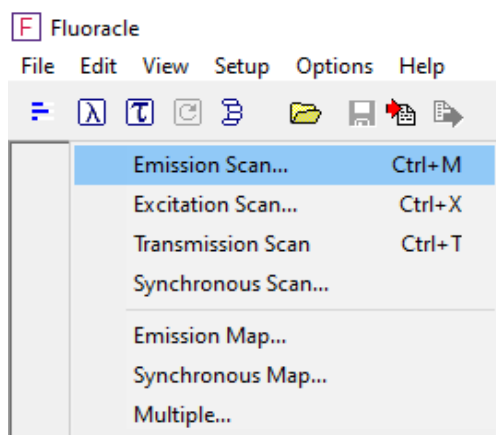 F Fluoracle
File Edit View Setup Options Help
λ τ
Emission Scan... Ctrl+M
Excitation Scan... Ctrl+X
Transmission Scan Ctrl+T
Synchronous Scan...
Emission Map...
Synchronous Map...
Multiple...